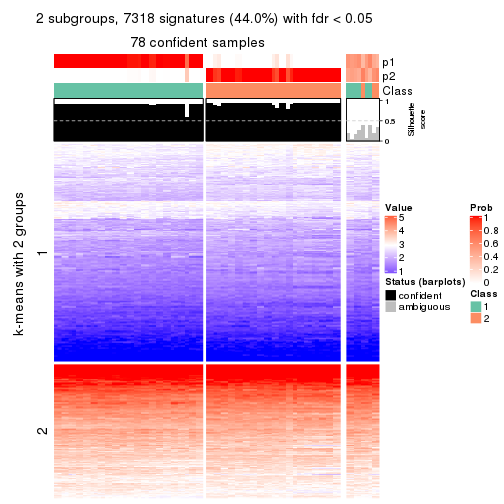 2 subgroups, 7318 signatures (44.0%) with fdr < 0.05
78 confident samples
p1
p2
Class
1
0.5
0
Silhouette
score
k-means with 2 groups
1
2
Value
5
4
3
2
1
Status (barplots)
confident
ambiguous
Prob
1
0.8
0.6
0.4
0.2
0
Class
1
2